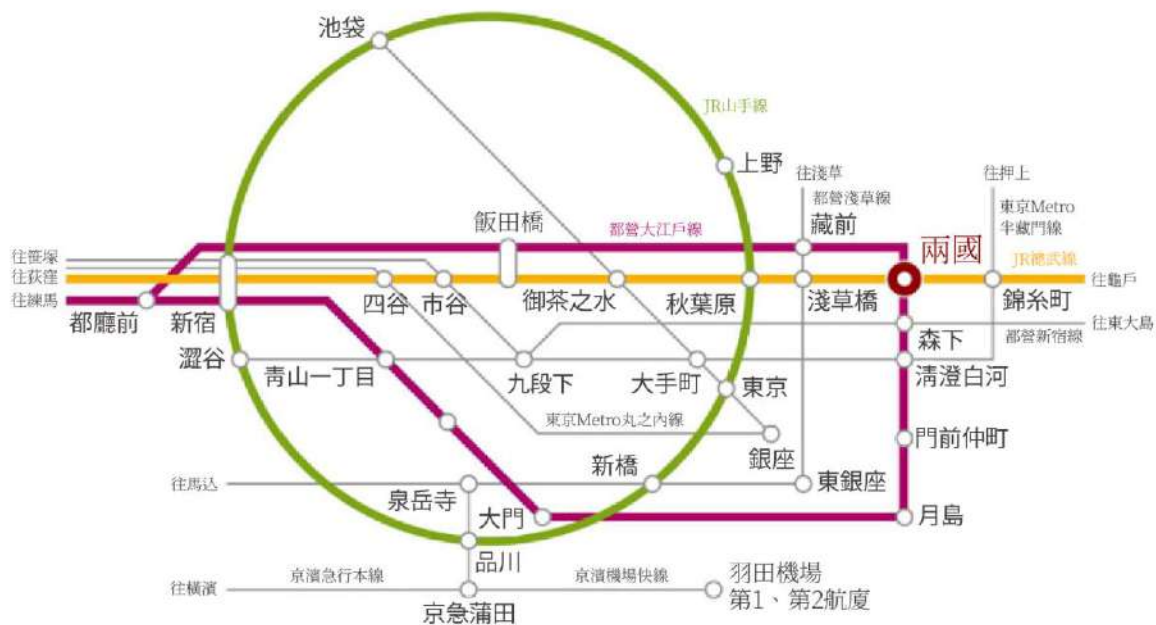 池袋
JR山手線
上野
往淺草
往押上
都營淺草線
東京Metro
半藏門線
飯田橋
都營大江戶線
藏前
兩國
往笹塚
往荻窪
往練馬
JR總武線
往龜戶
都廳前
新宿
四谷
市谷
御茶之水
秋葉原
淺草橋
錦糸町
往東大島
都營新宿線
森下
澀谷
靑山一丁目
九段下
大手町
東京
淸澄白河
東京Metro丸之內線
銀座
門前仲町
新橋
往馬込
泉岳寺
大門
東銀座
月島
品川
京濱急行本線
京濱機場快線
往橫濱
京急蒲田
羽田機場
第1、第2航廈